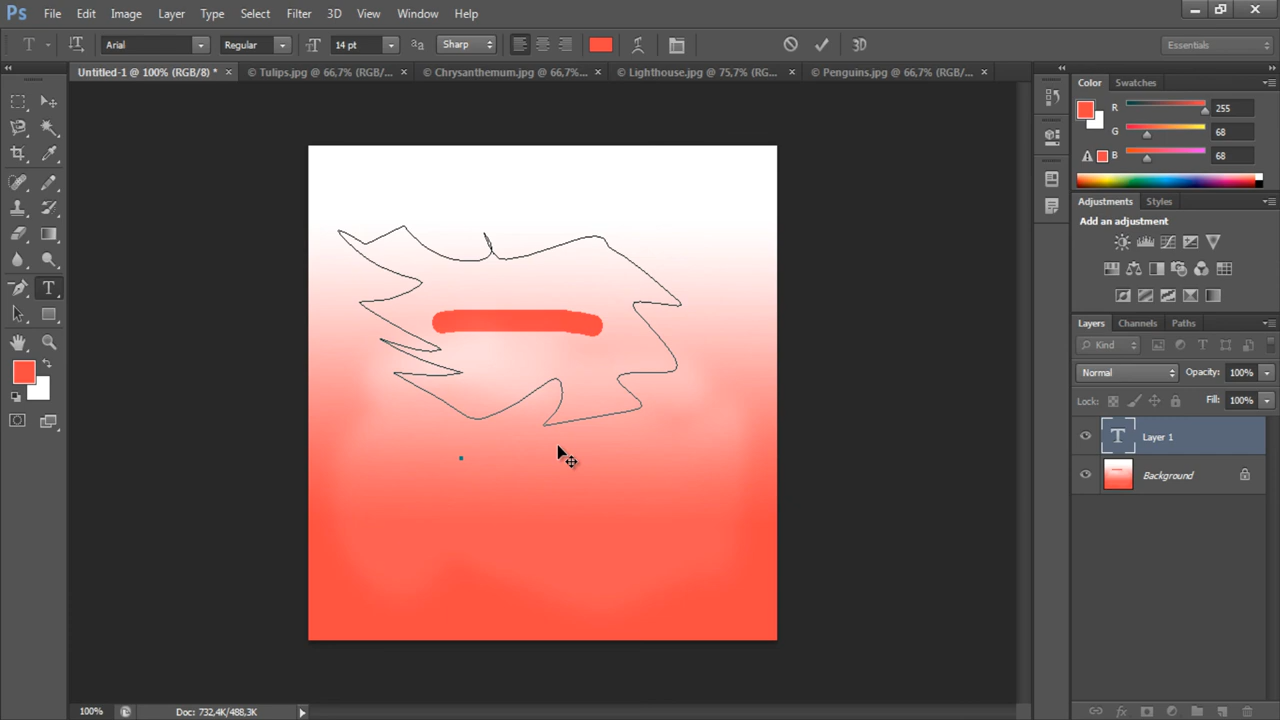 Ps File Edit Image Layer Type Select Filter 3D View Window Help
T Arial Regular 14 pt aa Sharp 3D Essentials
Untitled-1 @ 100% (RGB/8) * × © Tulips.jpg @ 66,7% (RGB/... × © Chrysanthemum.jpg @ 66,7%... × © Lighthouse.jpg @ 75,7% (RG... × © Penguins.jpg @ 66,7% (RGB/... ×
Color Swatches
R 255
G 68
B 68
Adjustments Styles
Add an adjustment
Layers Channels Paths
Kind
Normal Opacity: 100%
Lock: Fill: 100%
T Layer 1
Background
100% Doc: 732,4K/488,3K